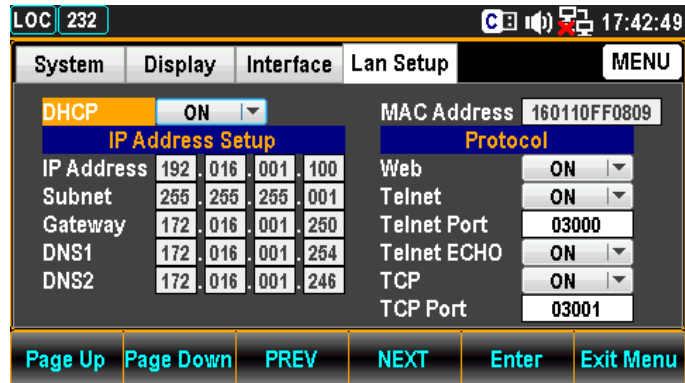 LOC 232 C 17:42:49
System Display Interface Lan Setup MENU
DHCP ON
IP Address Setup
IP Address 192 . 016 . 001 . 100
Subnet 255 . 255 . 255 . 001
Gateway 172 . 016 . 001 . 250
DNS1 172 . 016 . 001 . 254
DNS2 172 . 016 . 001 . 246
MAC Address 160110FF0809
Protocol
Web ON
Telnet ON
Telnet Port 03000
Telnet ECHO ON
TCP ON
TCP Port 03001
Page Up Page Down PREV NEXT Enter Exit Menu